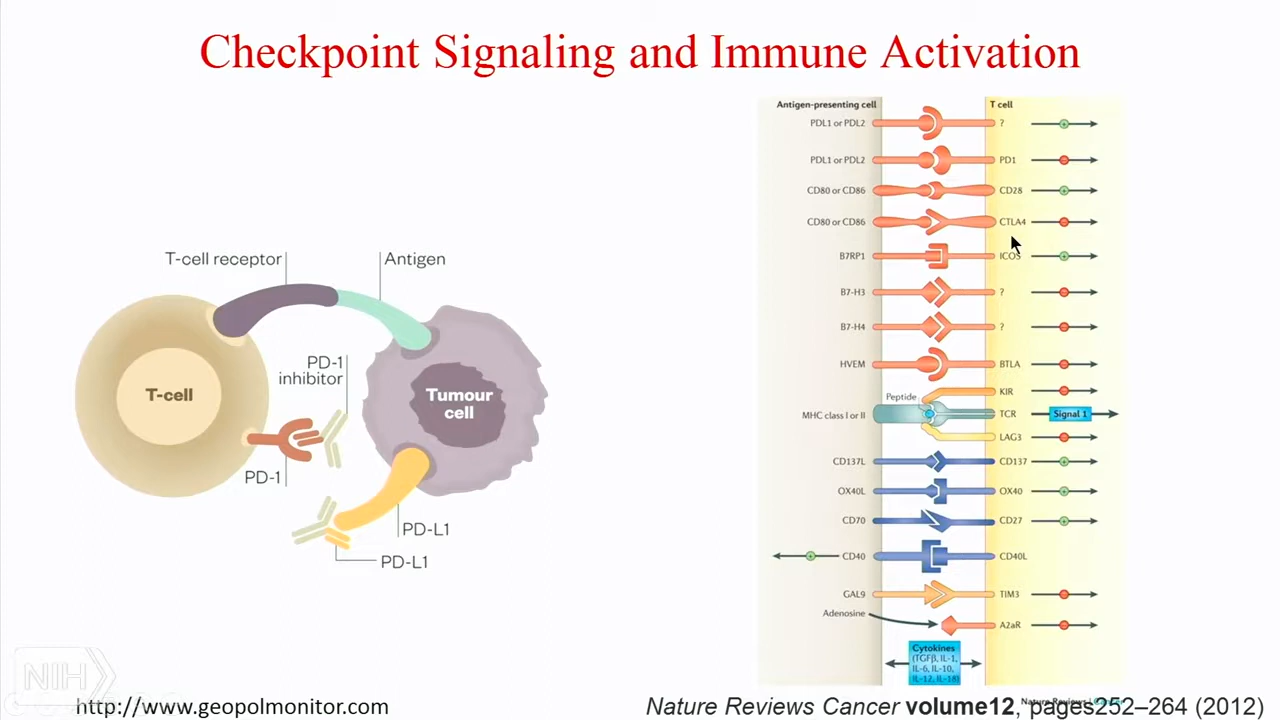 Checkpoint Signaling and Immune Activation
T-cell receptor
Antigen
PD-1
inhibitor
T-cell
Tumour
cell
PD-1
PD-L1
PD-L1
Antigen-presenting cell
T cell
PDL1 or PDL2
?
PDL1 or PDL2
PD1
CD80 or CD86
CD28
CD80 or CD86
CTLA4
B7RP1
ICOS
B7-H3
?
B7-H4
?
HVEM
BTLA
KIR
Peptide
MHC class I or II
TCR
Signal 1
LAG3
CD137L
CD137
OX40L
OX40
CD70
CD27
CD40
CD40L
GAL9
TIM3
Adenosine
A2aR
Cytokines
(TGFβ, IL-1,
IL-6, IL-10,
IL-12, IL-18)
NIH
http://www.geopolmonitor.com
Nature Reviews | Cancer
Nature Reviews Cancer volume12, pages252–264 (2012)